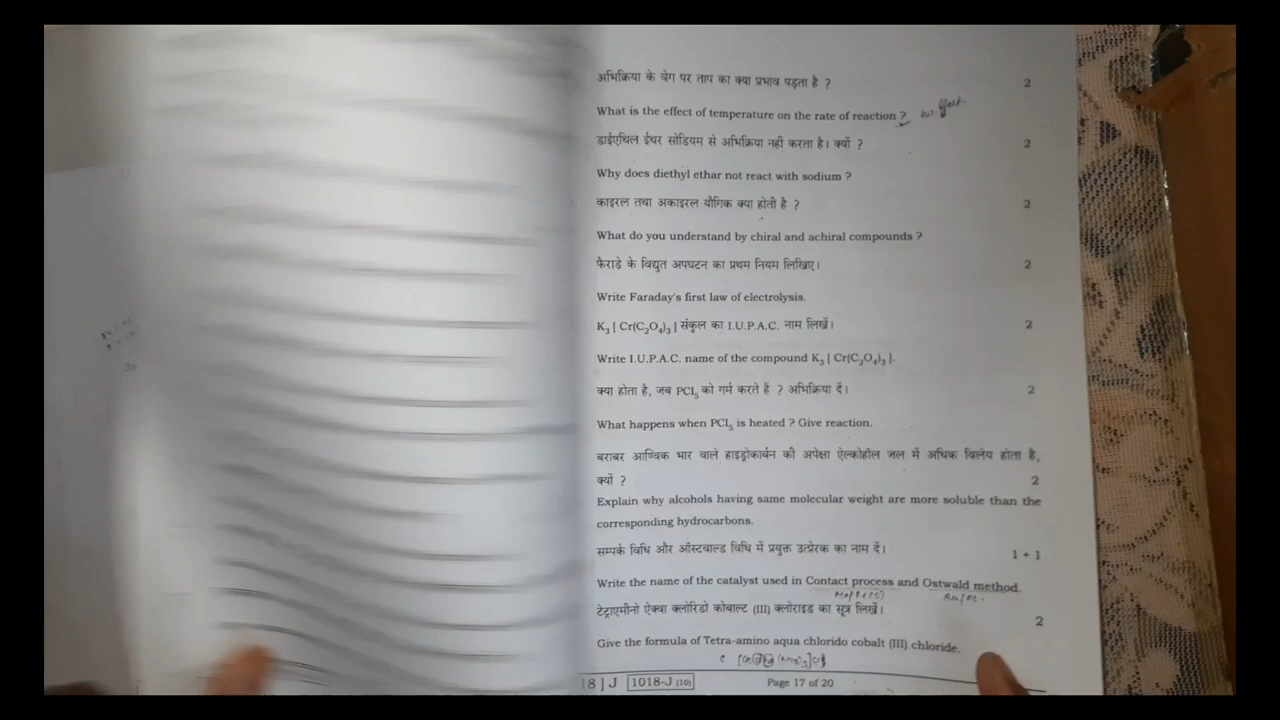 अभिक्रिया के वेग पर ताप का क्या प्रभाव पड़ता है ? 2
What is the effect of temperature on the rate of reaction ?
डाईएथिल ईथर सोडियम से अभिक्रिया नही करता है। क्यों ? 2
Why does diethyl ethar not react with sodium ?
काइरल तथा अकाइरल यौगिक क्या होती है ? 2
What do you understand by chiral and achiral compounds ?
फैराडे के विद्युत अपघटन का प्रथम नियम लिखिए। 2
Write Faraday's first law of electrolysis.
K₃ [ Cr(C₂O₄)₃ ] संकुल का I.U.P.A.C. नाम लिखें। 2
Write I.U.P.A.C. name of the compound K₃ [ Cr(C₂O₄)₃ ].
क्या होता है, जब PCl₅ को गर्म करते हैं ? अभिक्रिया दें। 2
What happens when PCl₅ is heated ? Give reaction.
बराबर आण्विक भार वाले हाइड्रोकार्बन की अपेक्षा ऐल्कोहॉल जल में अधिक विलेय होता है,
क्यों ? 2
Explain why alcohols having same molecular weight are more soluble than the
corresponding hydrocarbons.
सम्पर्क विधि और ऑस्टवाल्ड विधि में प्रयुक्त उत्प्रेरक का नाम दें। 1 + 1
Write the name of the catalyst used in Contact process and Ostwald method.
टेट्राएमीनो ऐक्वा क्लोरिडो कोबाल्ट (III) क्लोराइड का सूत्र लिखें। 2
Give the formula of Tetra-amino aqua chlorido cobalt (III) chloride.
18 ] J 1018-J (10) Page 17 of 20